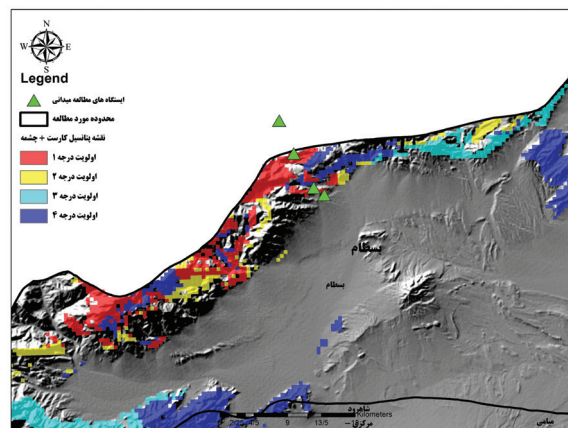 N
W E
S
Legend
ایستگاه های مطالعه میدانی
محدوده مورد مطالعه
نقشه پتانسیل کارست + چشمه
اولویت درجه ۱
اولویت درجه ۲
اولویت درجه ۳
اولویت درجه ۴
بسطام
بسطام
شاهرود
Kilometers
9 13/5
مرکزی
میامی